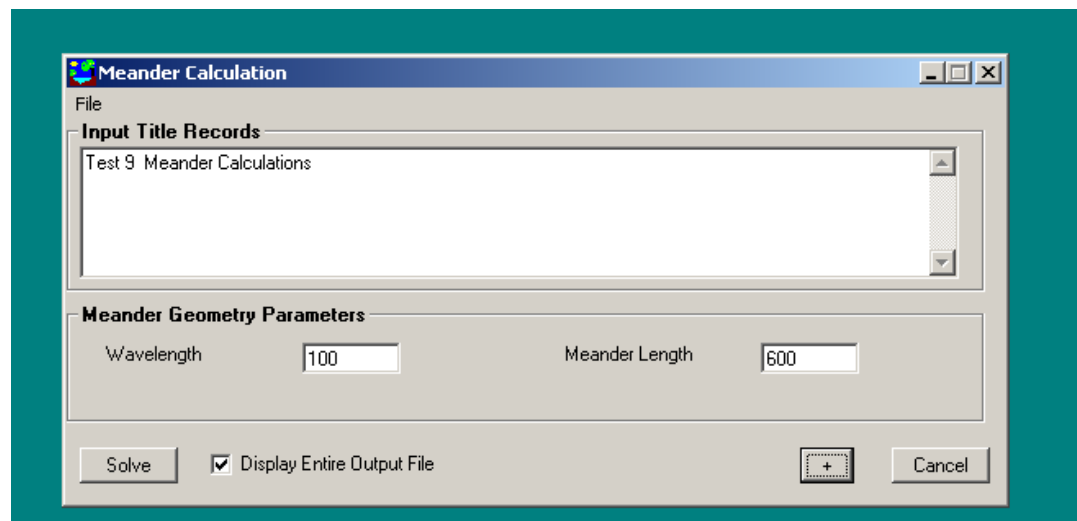 Meander Calculation
File
Input Title Records
Test 9  Meander Calculations
Meander Geometry Parameters
Wavelength 100 Meander Length 600
Solve Display Entire Output File + Cancel